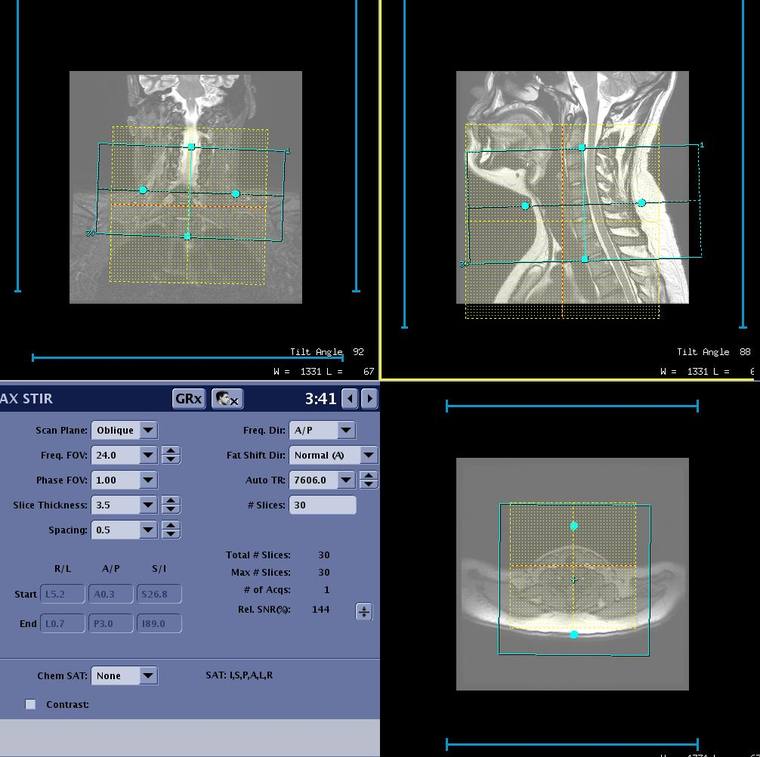 1
30
Tilt Angle 92
W = 1331 L = 67
1
Tilt Angle 88
W = 1331 L = 6
AX STIR
GRx
x
3:41
Scan Plane: Oblique
Freq. Dir: A/P
Freq. FOV: 24.0
Fat Shift Dir: Normal (A)
Phase FOV: 1.00
Auto TR: 7606.0
Slice Thickness: 3.5
# Slices: 30
Spacing: 0.5
Total # Slices: 30
R/L A/P S/I
Max # Slices: 30
# of Acqs: 1
Start L5.2 A0.3 S26.8
Rel. SNR(%): 144
End L0.7 P3.0 I89.0
Chem SAT: None
SAT: I,S,P,A,L,R
Contrast: